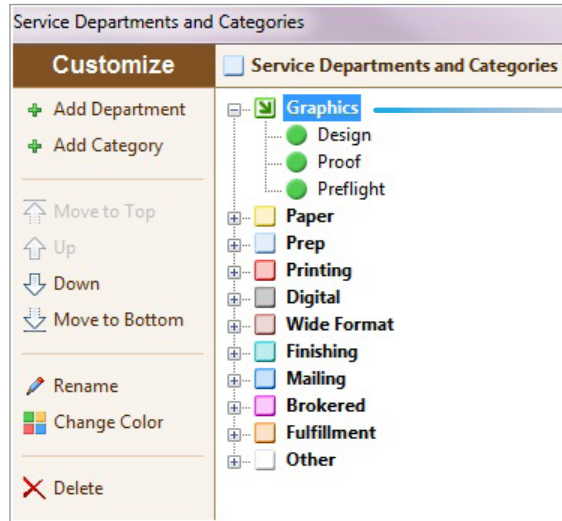 Service Departments and Categories
Customize
Service Departments and Categories
Add Department
Add Category
Move to Top
Up
Down
Move to Bottom
Rename
Change Color
Delete
Graphics
Design
Proof
Preflight
Paper
Prep
Printing
Digital
Wide Format
Finishing
Mailing
Brokered
Fulfillment
Other